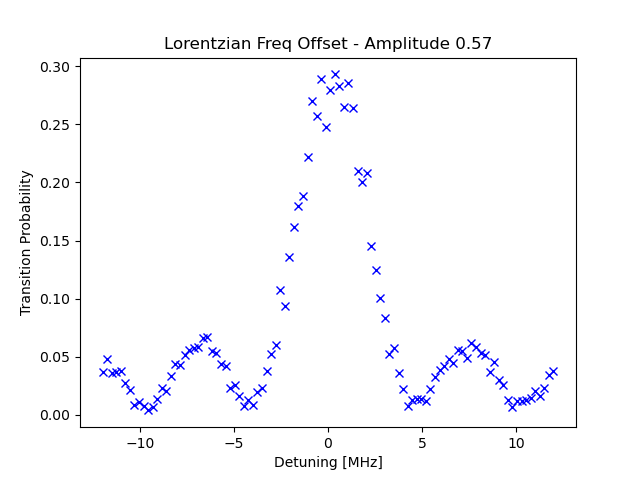 Lorentzian Freq Offset - Amplitude 0.57
0.30
0.25
0.20
0.15
0.10
0.05
0.00
Transition Probability
−10 −5 0 5 10
Detuning [MHz]